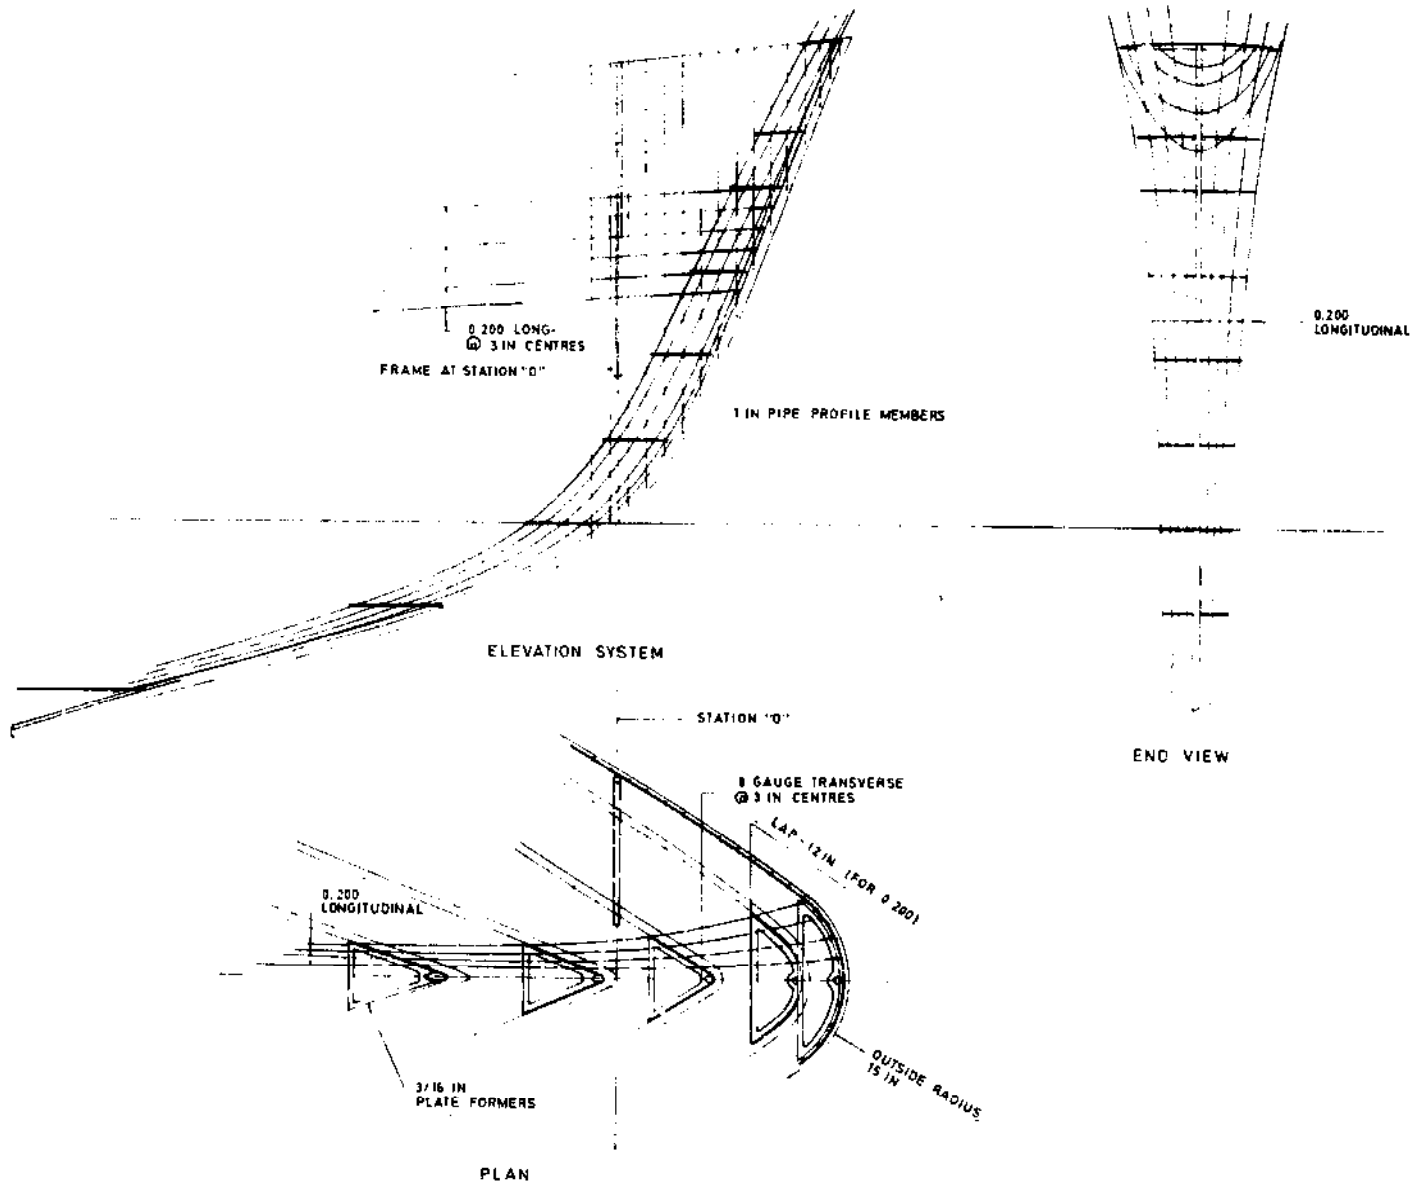 0.200 LONG-
@ 3 IN CENTRES
FRAME AT STATION "0"
1 IN PIPE PROFILE MEMBERS
0.200
LONGITUDINAL
ELEVATION SYSTEM
STATION "0"
END VIEW
8 GAUGE TRANSVERSE
@ 3 IN CENTRES
LAP 12 IN (FOR 0.200)
0.200
LONGITUDINAL
OUTSIDE RADIUS
15 IN
3/16 IN
PLATE FORMERS
PLAN